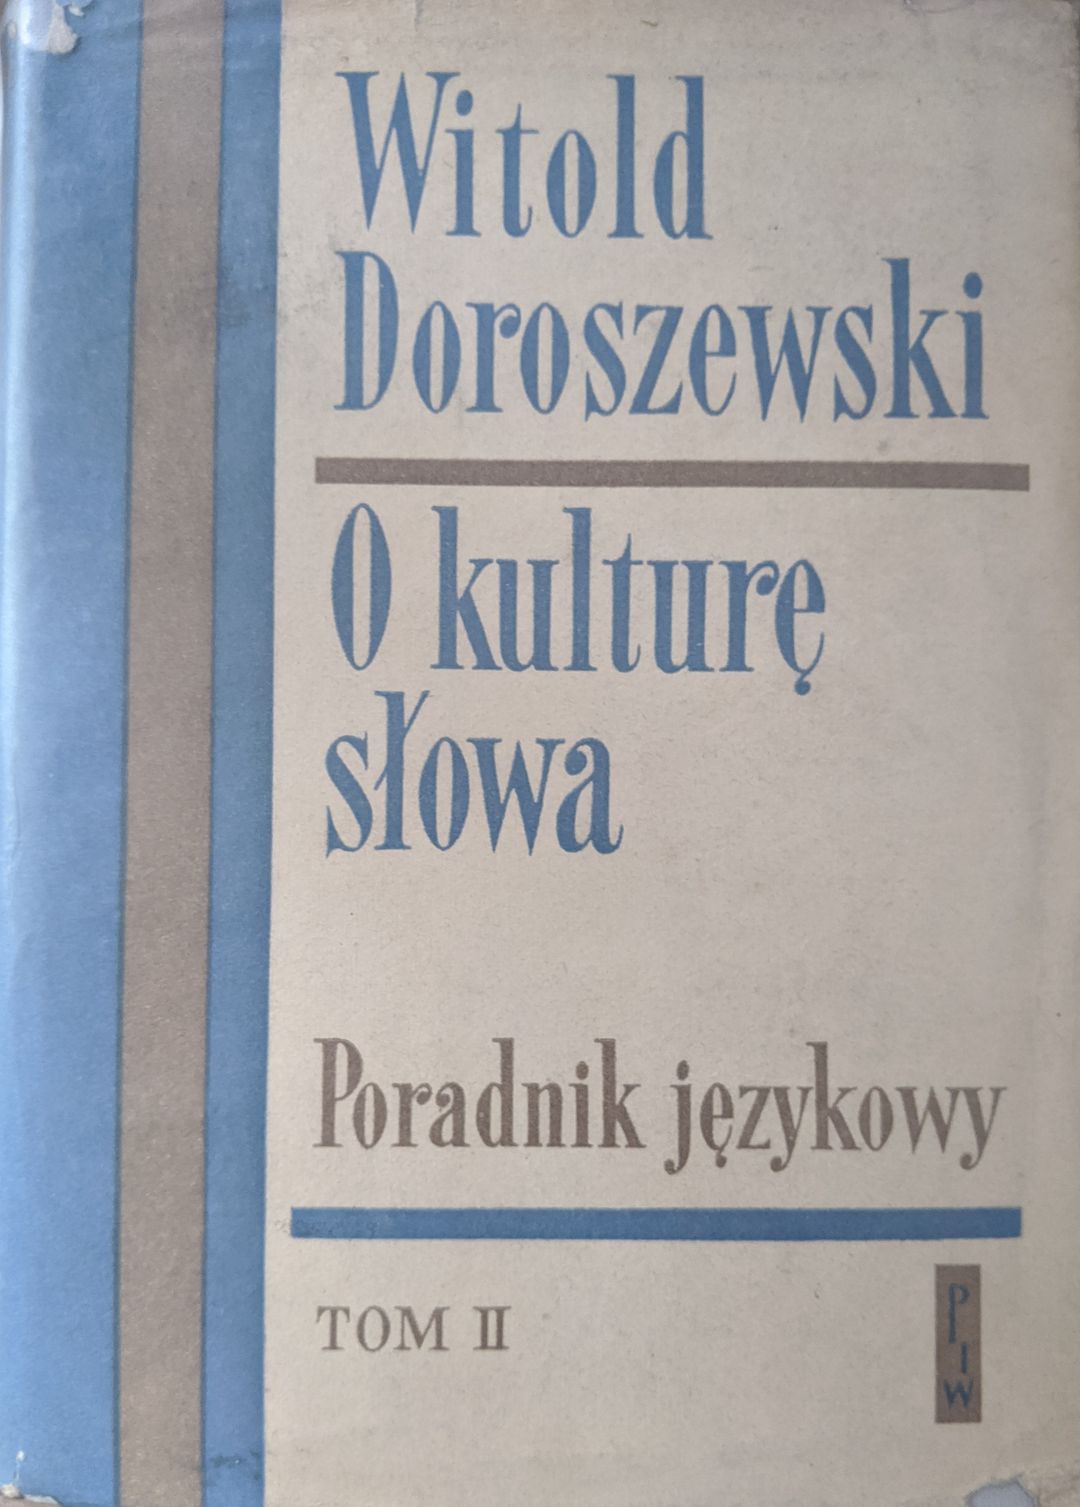 Witold
Doroszewski
O kulturę
słowa
Poradnik językowy
TOM II
P
I
W